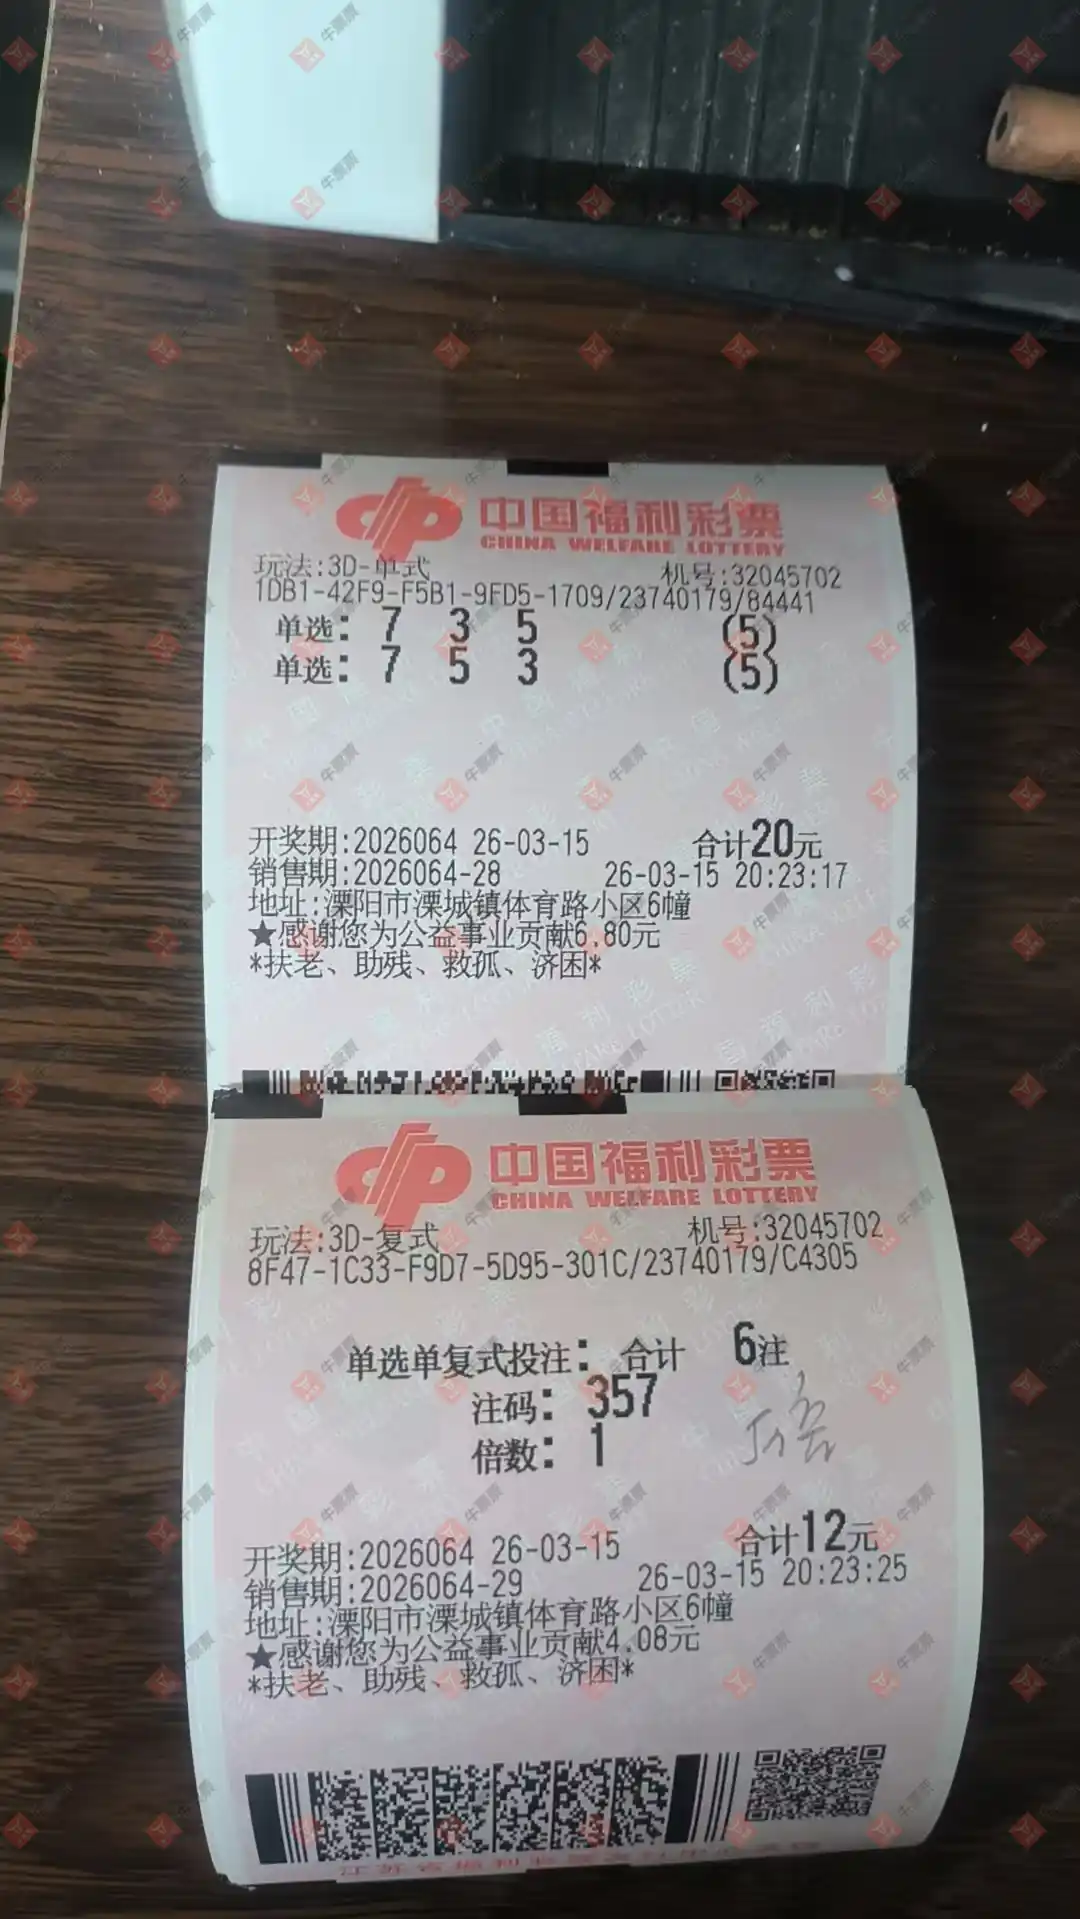 中国福利彩票
CHINA WELFARE LOTTERY
玩法:3D-单式 机号:32045702
1DB1-42F9-F5B1-9FD5-1709/23740179/84441
单选: 7 3 5 (5)
单选: 7 5 3 (5)
开奖期:2026064 26-03-15 合计20元
销售期:2026064-28 26-03-15 20:23:17
地址:溧阳市溧城镇体育路小区6幢
★感谢您为公益事业贡献6.80元
*扶老、助残、救孤、济困*
中国福利彩票
CHINA WELFARE LOTTERY
玩法:3D-复式 机号:32045702
8F47-1C33-F9D7-5D95-301C/23740179/C4305
单选单复式投注: 合计 6注
注码: 357
倍数: 1
开奖期:2026064 26-03-15 合计12元
销售期:2026064-29 26-03-15 20:23:25
地址:溧阳市溧城镇体育路小区6幢
★感谢您为公益事业贡献4.08元
*扶老、助残、救孤、济困*
牛票票